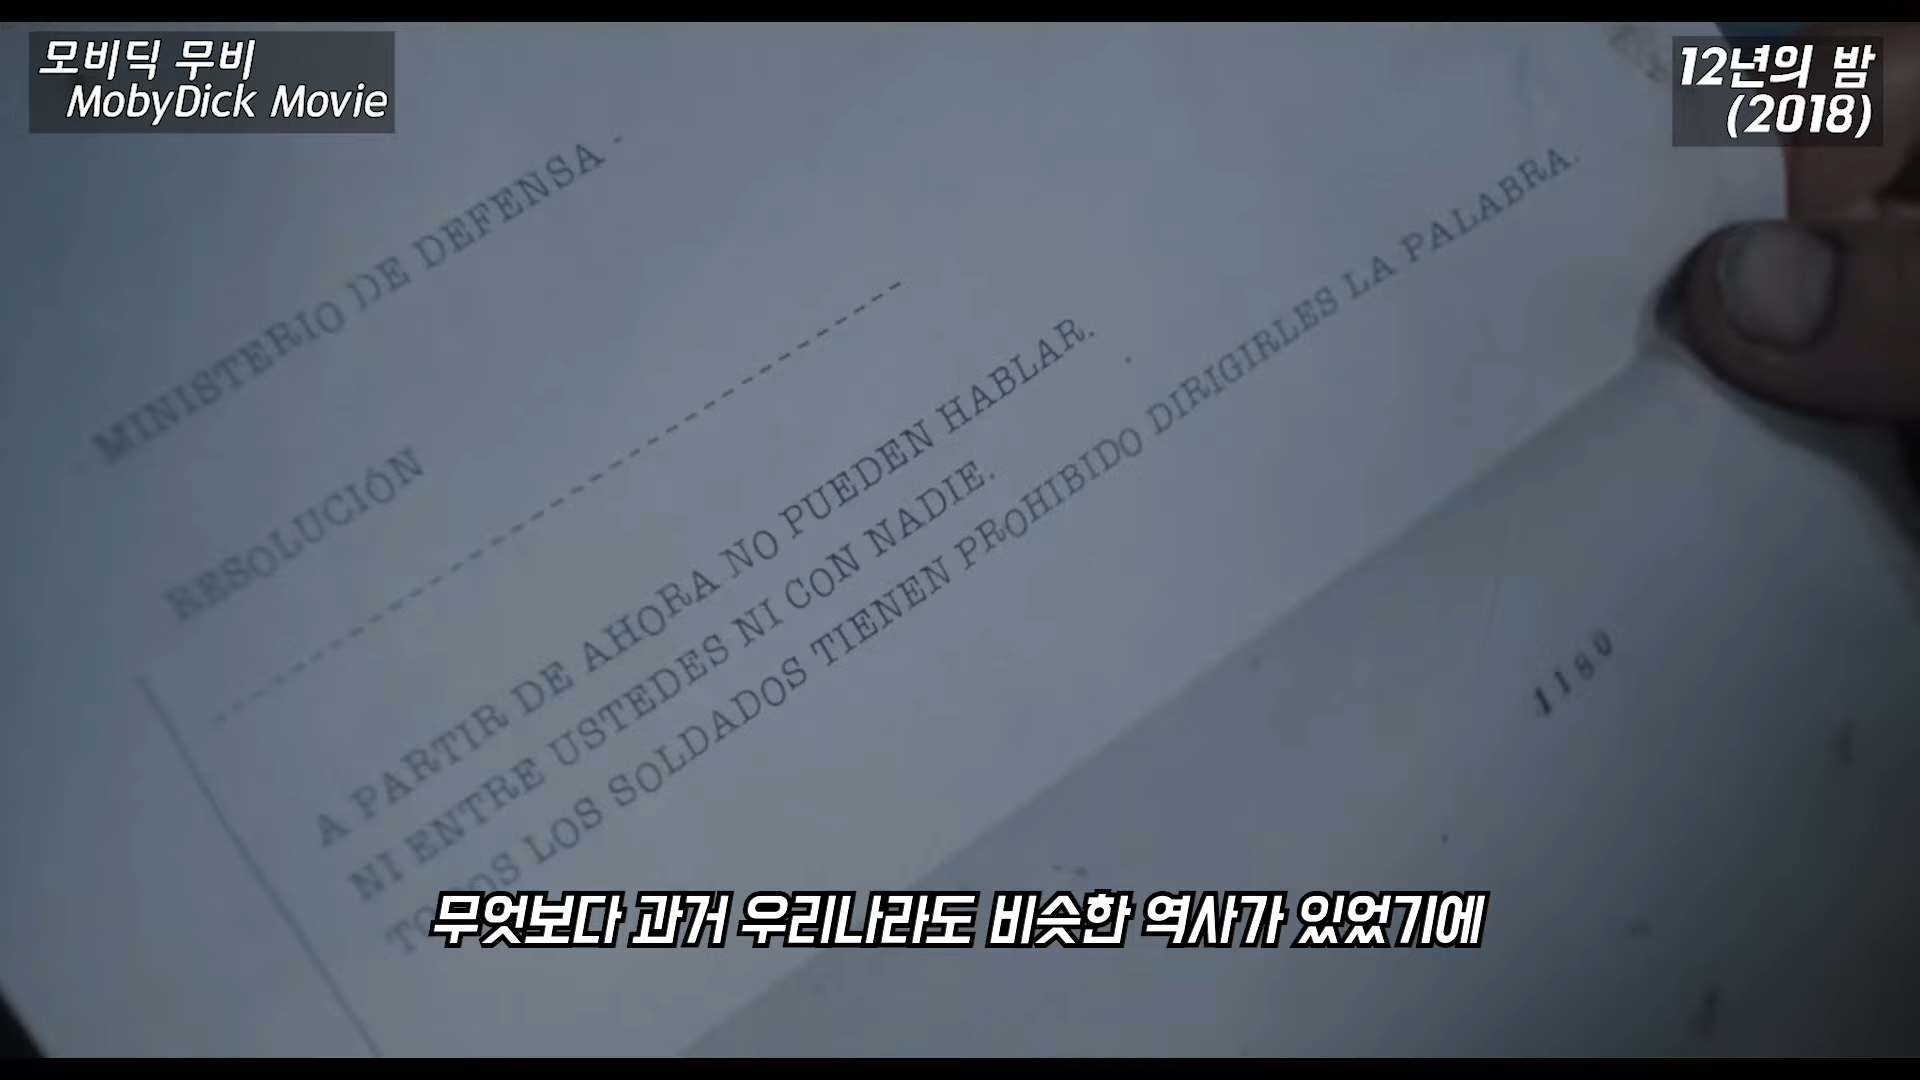 모비딕 무비
MobyDick Movie
12년의 밤
(2018)
- MINISTERIO DE DEFENSA -
RESOLUCIÓN
A PARTIR DE AHORA NO PUEDEN HABLAR.
NI ENTRE USTEDES NI CON NADIE.
TODOS LOS SOLDADOS TIENEN PROHIBIDO DIRIGIRLES LA PALABRA.
1180
무엇보다 과거 우리나라도 비슷한 역사가 있었기에